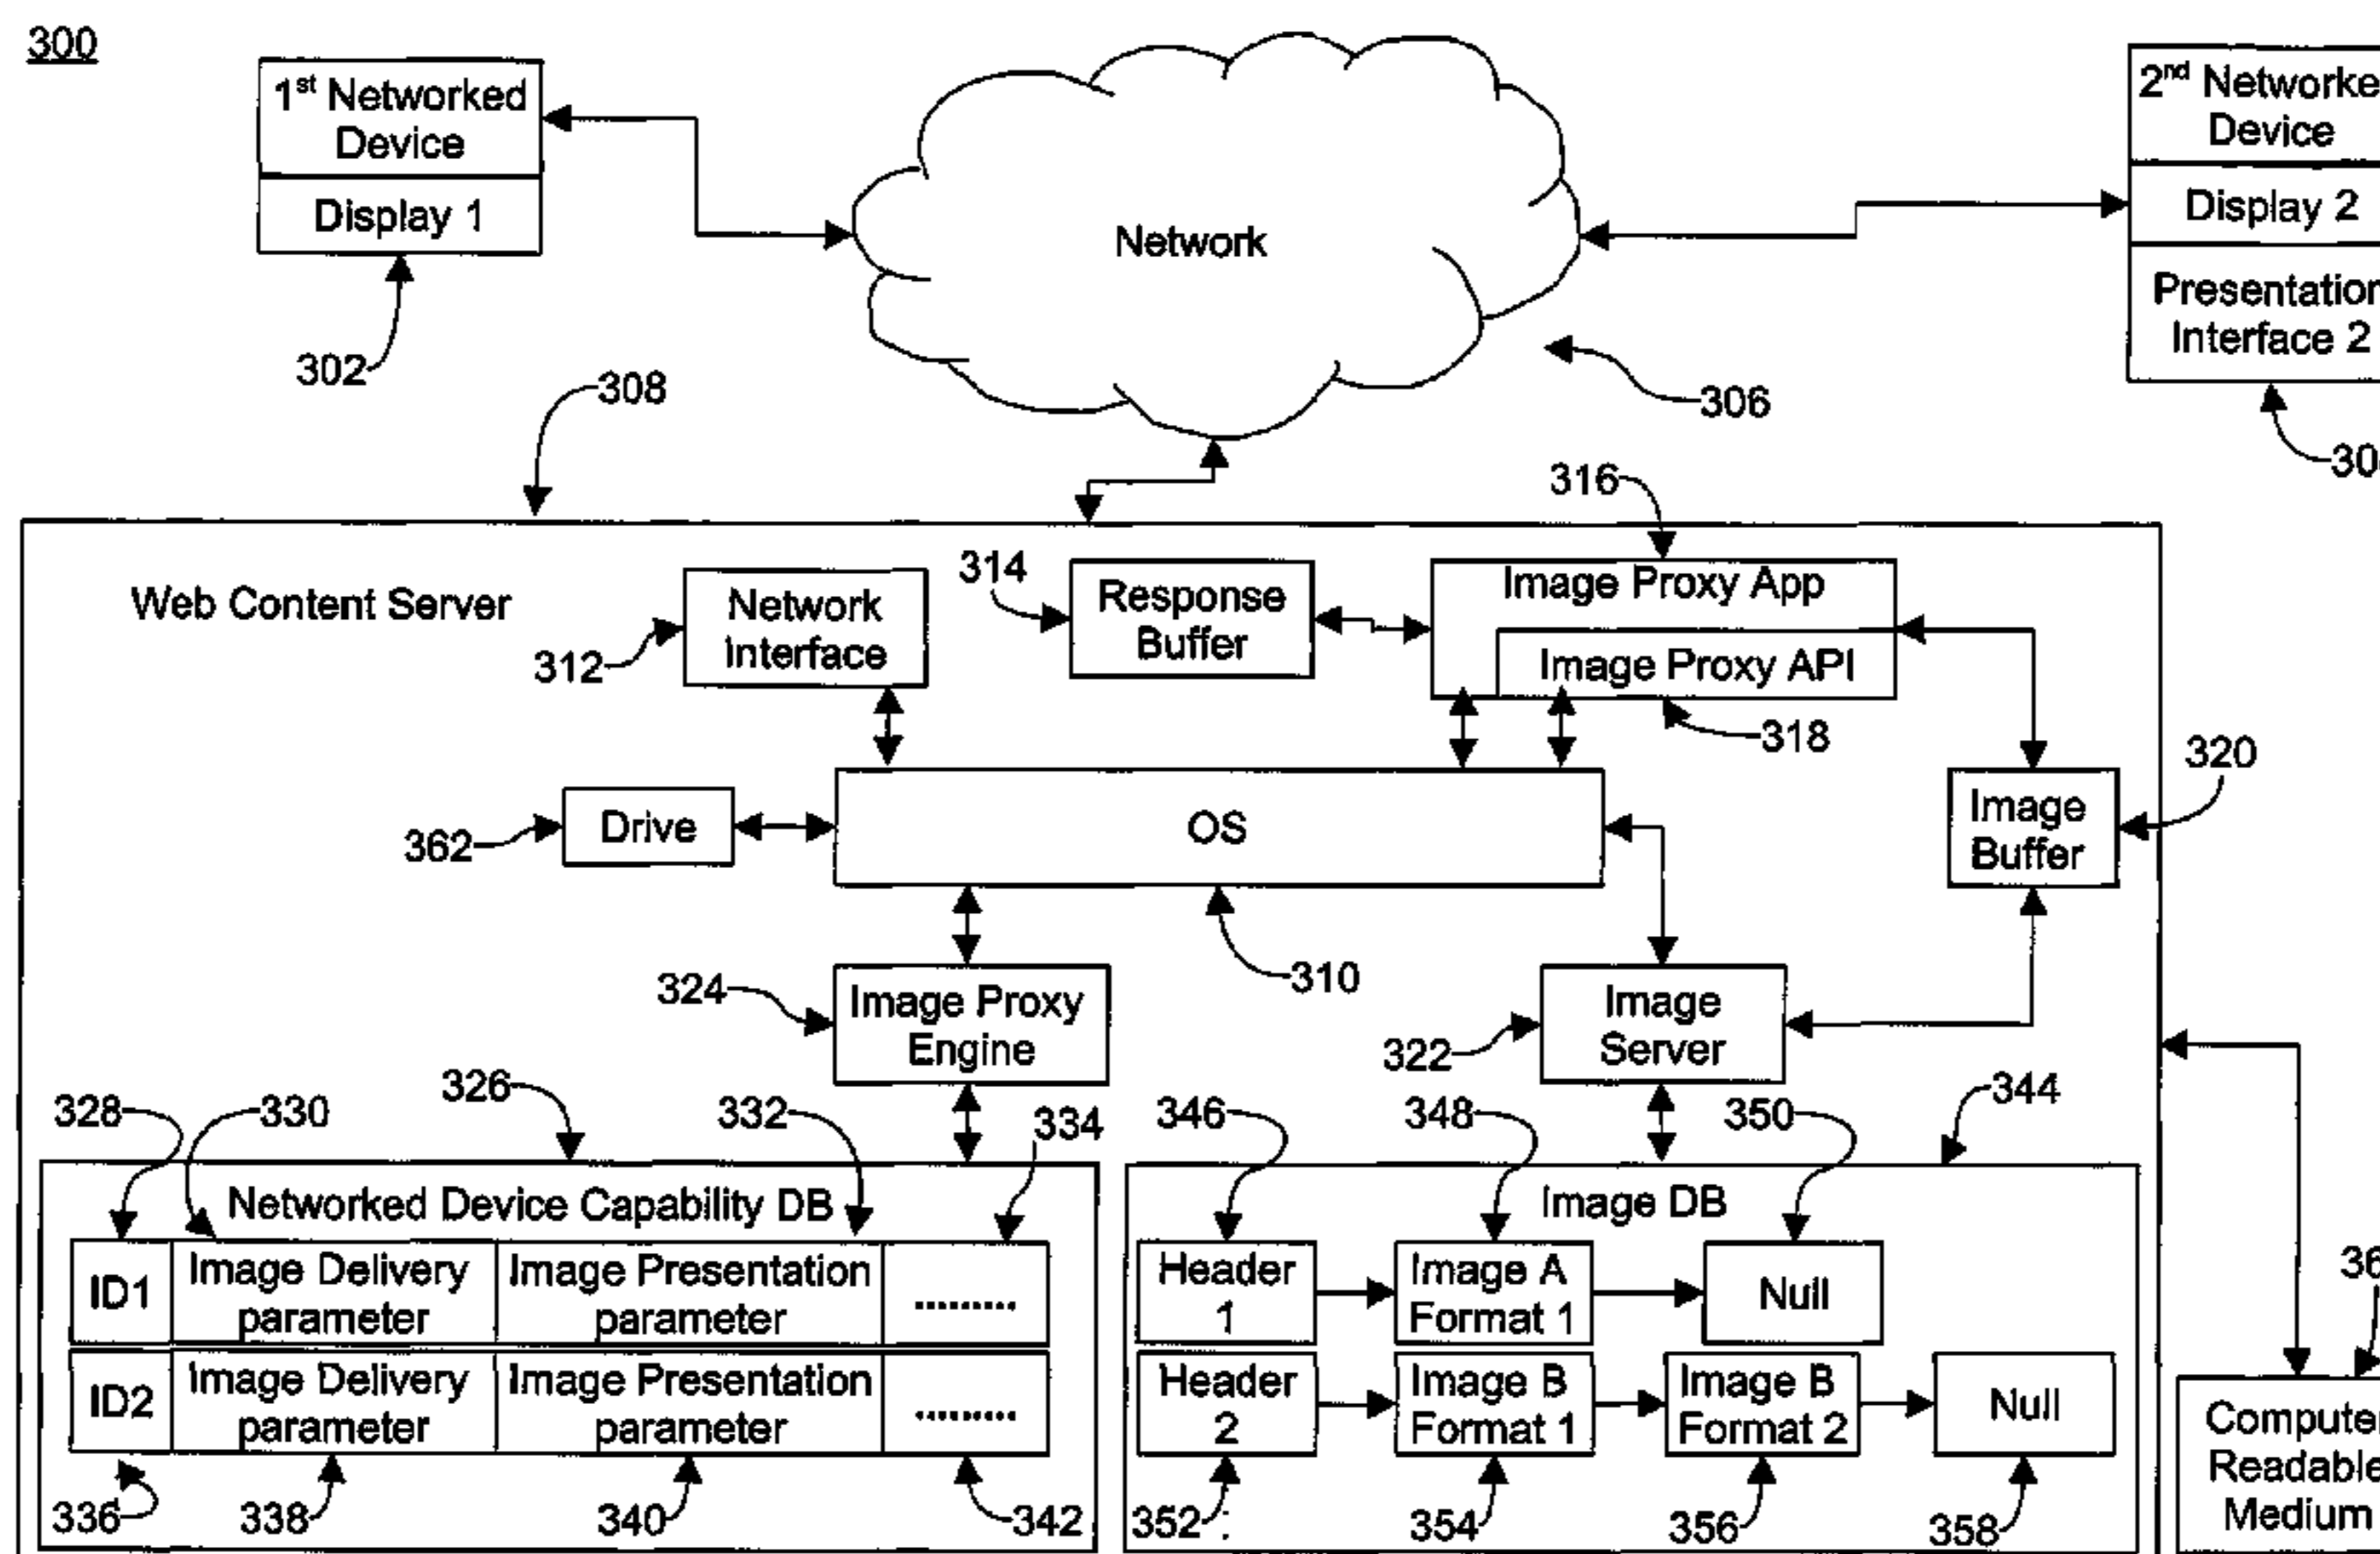 300
1st Networked
Device
Display 1
302
Network
306
2nd Networke
Device
Display 2
Presentation
Interface 2
30
308
Web Content Server
312
Network
Interface
314
Response
Buffer
316
Image Proxy App
Image Proxy API
318
320
Image
Buffer
362
Drive
OS
310
324
Image Proxy
Engine
322
Image
Server
326
328
330
332
334
Networked Device Capability DB
ID1
Image Delivery
parameter
Image Presentation
parameter
.........
ID2
Image Delivery
parameter
Image Presentation
parameter
.........
336
338
340
342
344
346
348
350
Image DB
Header
1
Image A
Format 1
Null
Header
2
Image B
Format 1
Image B
Format 2
Null
352 :
354
356
358
36
Computer
Readable
Medium